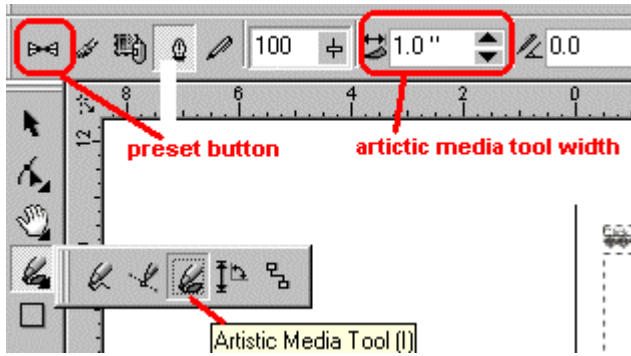 100 1.0 " 0.0
8 6 4 2 0
12
preset button artictic media tool width
Artistic Media Tool (I)